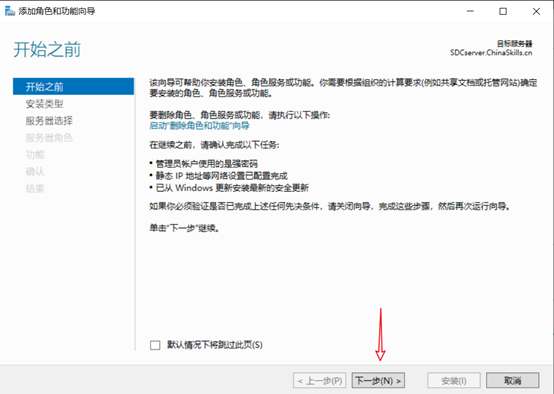 添加角色和功能向导
开始之前
目标服务器
SDCserver.ChinaSkills.cn
开始之前
安装类型
服务器选择
服务器角色
功能
确认
结果
该向导可帮助你安装角色、角色服务或功能。你需要根据组织的计算要求(例如共享文档或托管网站)确定
要安装的角色、角色服务或功能。
要删除角色、角色服务或功能，请执行以下操作:
启动“删除角色和功能”向导
在继续之前，请确认完成以下任务:
• 管理员帐户使用的是强密码
• 静态 IP 地址等网络设置已配置完成
• 已从 Windows 更新安装最新的安全更新
如果你必须验证是否已完成上述任何先决条件，请关闭向导，完成这些步骤，然后再次运行向导。
单击“下一步”继续。
默认情况下将跳过此页(S)
< 上一步(P)
下一步(N) >
安装(I)
取消